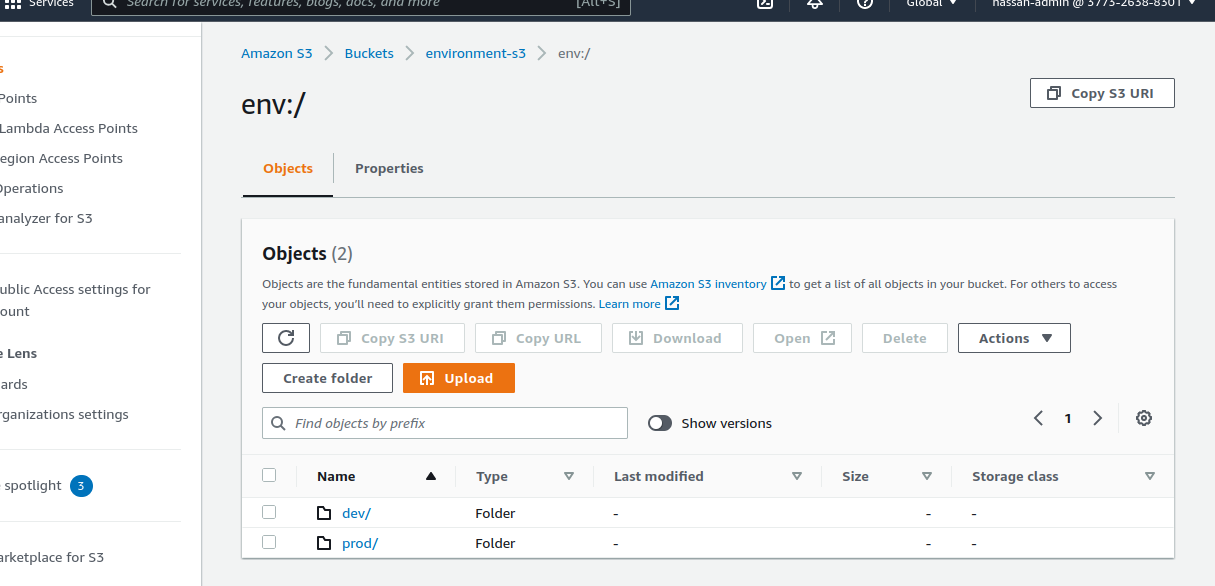 Services
Search for services, features, blogs, docs, and more
[Alt+S]
Global
hassan-admin @ 3773-2638-8301
Amazon S3 > Buckets > environment-s3 > env:/
env:/
Copy S3 URI
s
Points
Lambda Access Points
egion Access Points
Operations
analyzer for S3
ublic Access settings for
ount
e Lens
ards
rganizations settings
spotlight 3
arketplace for S3
Objects
Properties
Objects (2)
Objects are the fundamental entities stored in Amazon S3. You can use Amazon S3 inventory to get a list of all objects in your bucket. For others to access
your objects, you'll need to explicitly grant them permissions. Learn more
Copy S3 URI
Copy URL
Download
Open
Delete
Actions
Create folder
Upload
Find objects by prefix
Show versions
1
Name Type Last modified Size Storage class
dev/ Folder - - -
prod/ Folder - - -